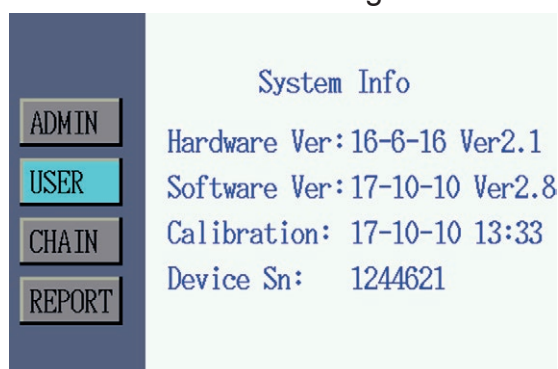 System Info
ADMIN
Hardware Ver:16-6-16 Ver2.1
USER
Software Ver:17-10-10 Ver2.8
CHAIN
Calibration: 17-10-10 13:33
Device Sn: 1244621
REPORT